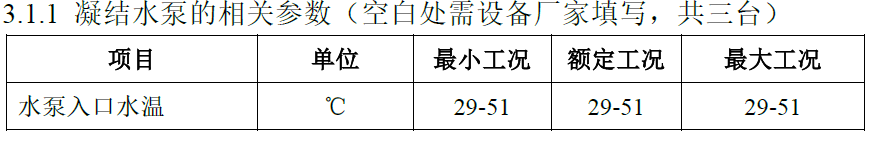 3.1.1 凝结水泵的相关参数（空白处需设备厂家填写，共三台）
项目 单位 最小工况 额定工况 最大工况
水泵入口水温 ℃ 29-51 29-51 29-51